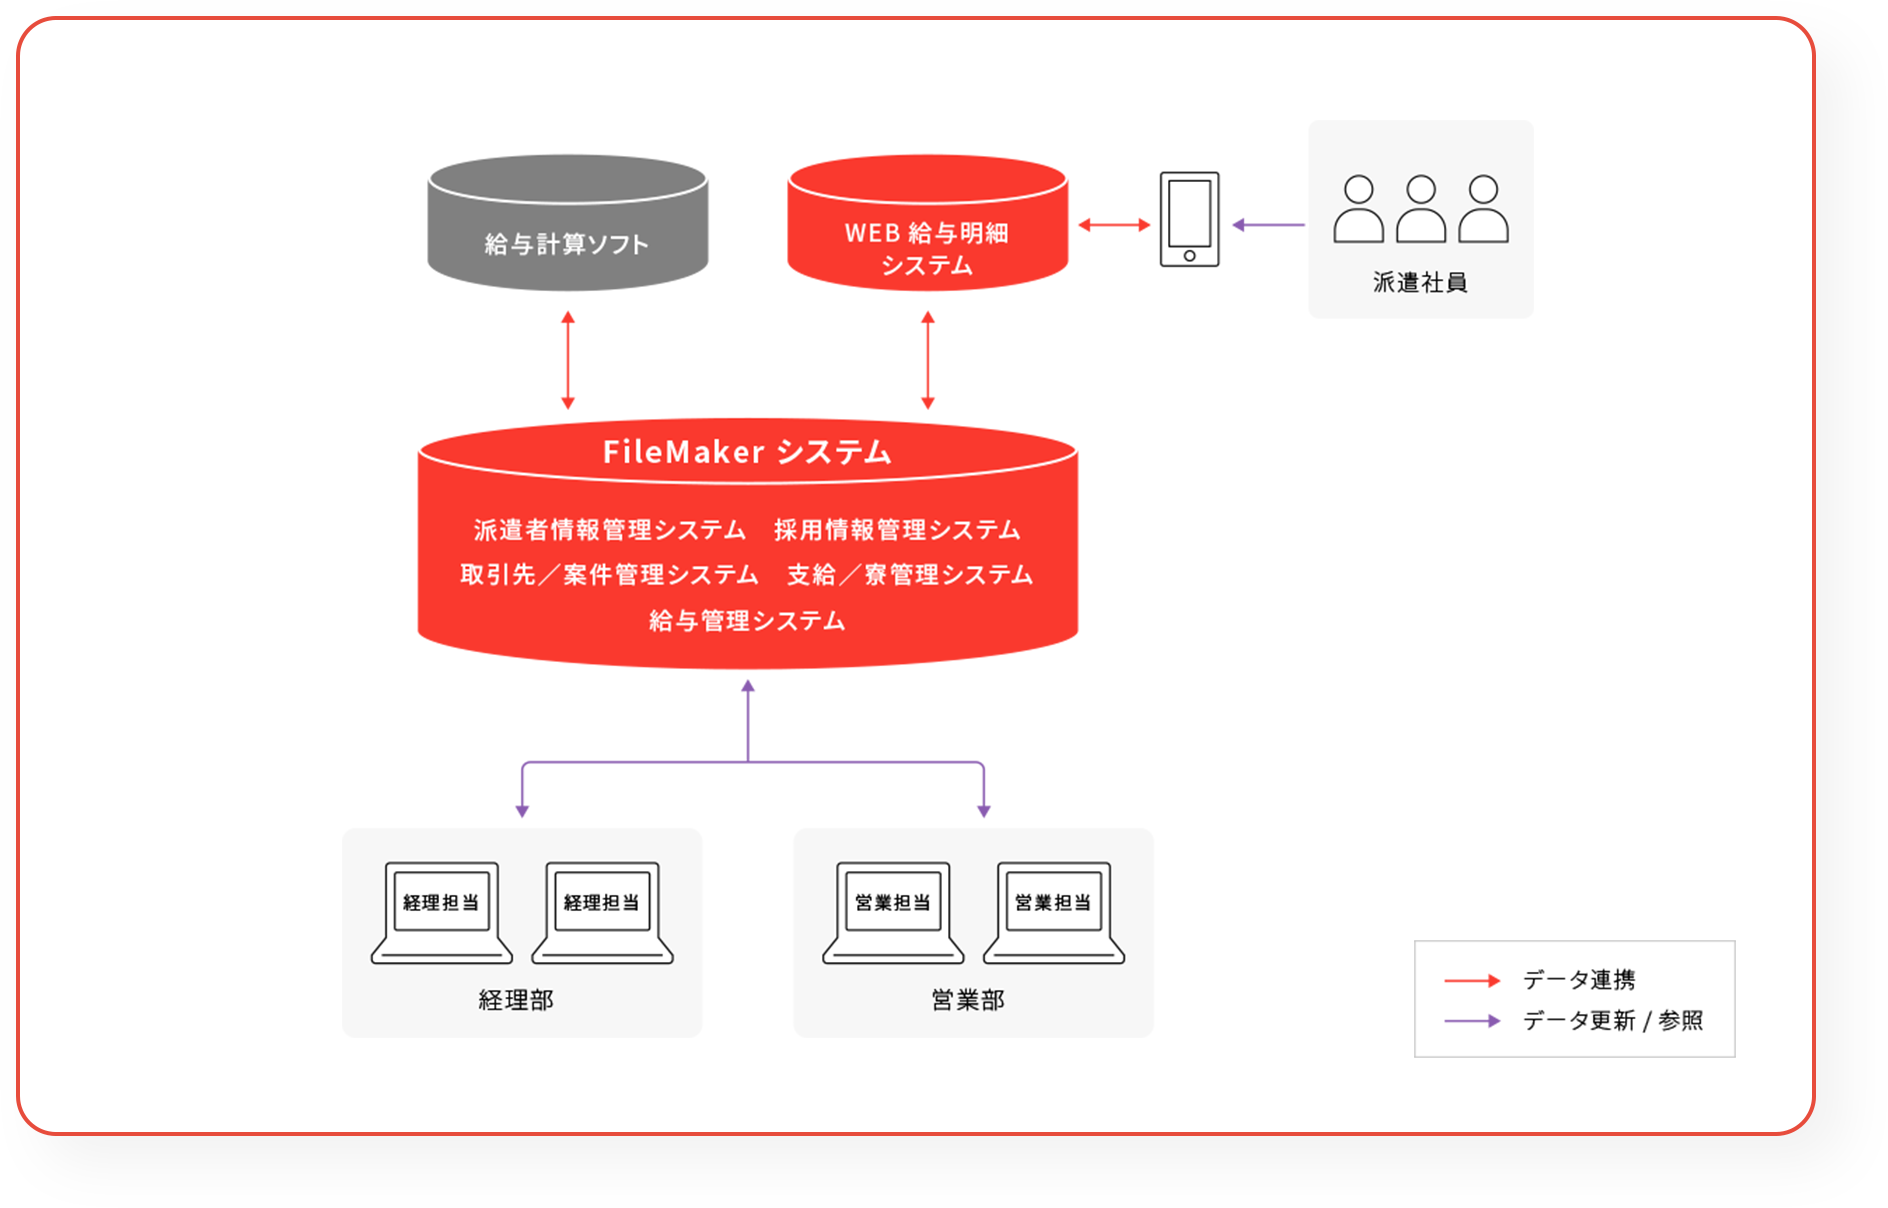 給与計算ソフト
WEB 給与明細
システム
派遣社員
FileMaker システム
派遣者情報管理システム　採用情報管理システム
取引先／案件管理システム　支給／寮管理システム
給与管理システム
経理担当
経理担当
経理部
営業担当
営業担当
営業部
データ連携
データ更新 / 参照